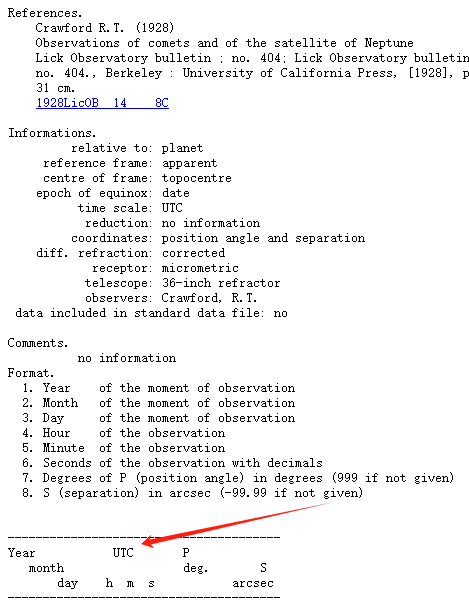 References.
Crawford R.T. (1928)
Observations of comets and of the satellite of Neptune
Lick Observatory bulletin ; no. 404; Lick Observatory bulletin
no. 404., Berkeley : University of California Press, [1928], p
31 cm.
1928LicOB  14    8C
Informations.
relative to: planet
reference frame: apparent
centre of frame: topocentre
epoch of equinox: date
time scale: UTC
reduction: no information
coordinates: position angle and separation
diff. refraction: corrected
receptor: micrometric
telescope: 36-inch refractor
observers: Crawford, R.T.
data included in standard data file: no
Comments.
no information
Format.
1. Year    of the moment of observation
2. Month   of the moment of observation
3. Day     of the moment of observation
4. Hour    of the observation
5. Minute  of the observation
6. Seconds of the observation with decimals
7. Degrees of P (position angle) in degrees (999 if not given)
8. S (separation) in arcsec (-99.99 if not given)
---------------------------------------
Year           UTC       P
month                 deg.       S
day    h  m  s           arcsec
---------------------------------------